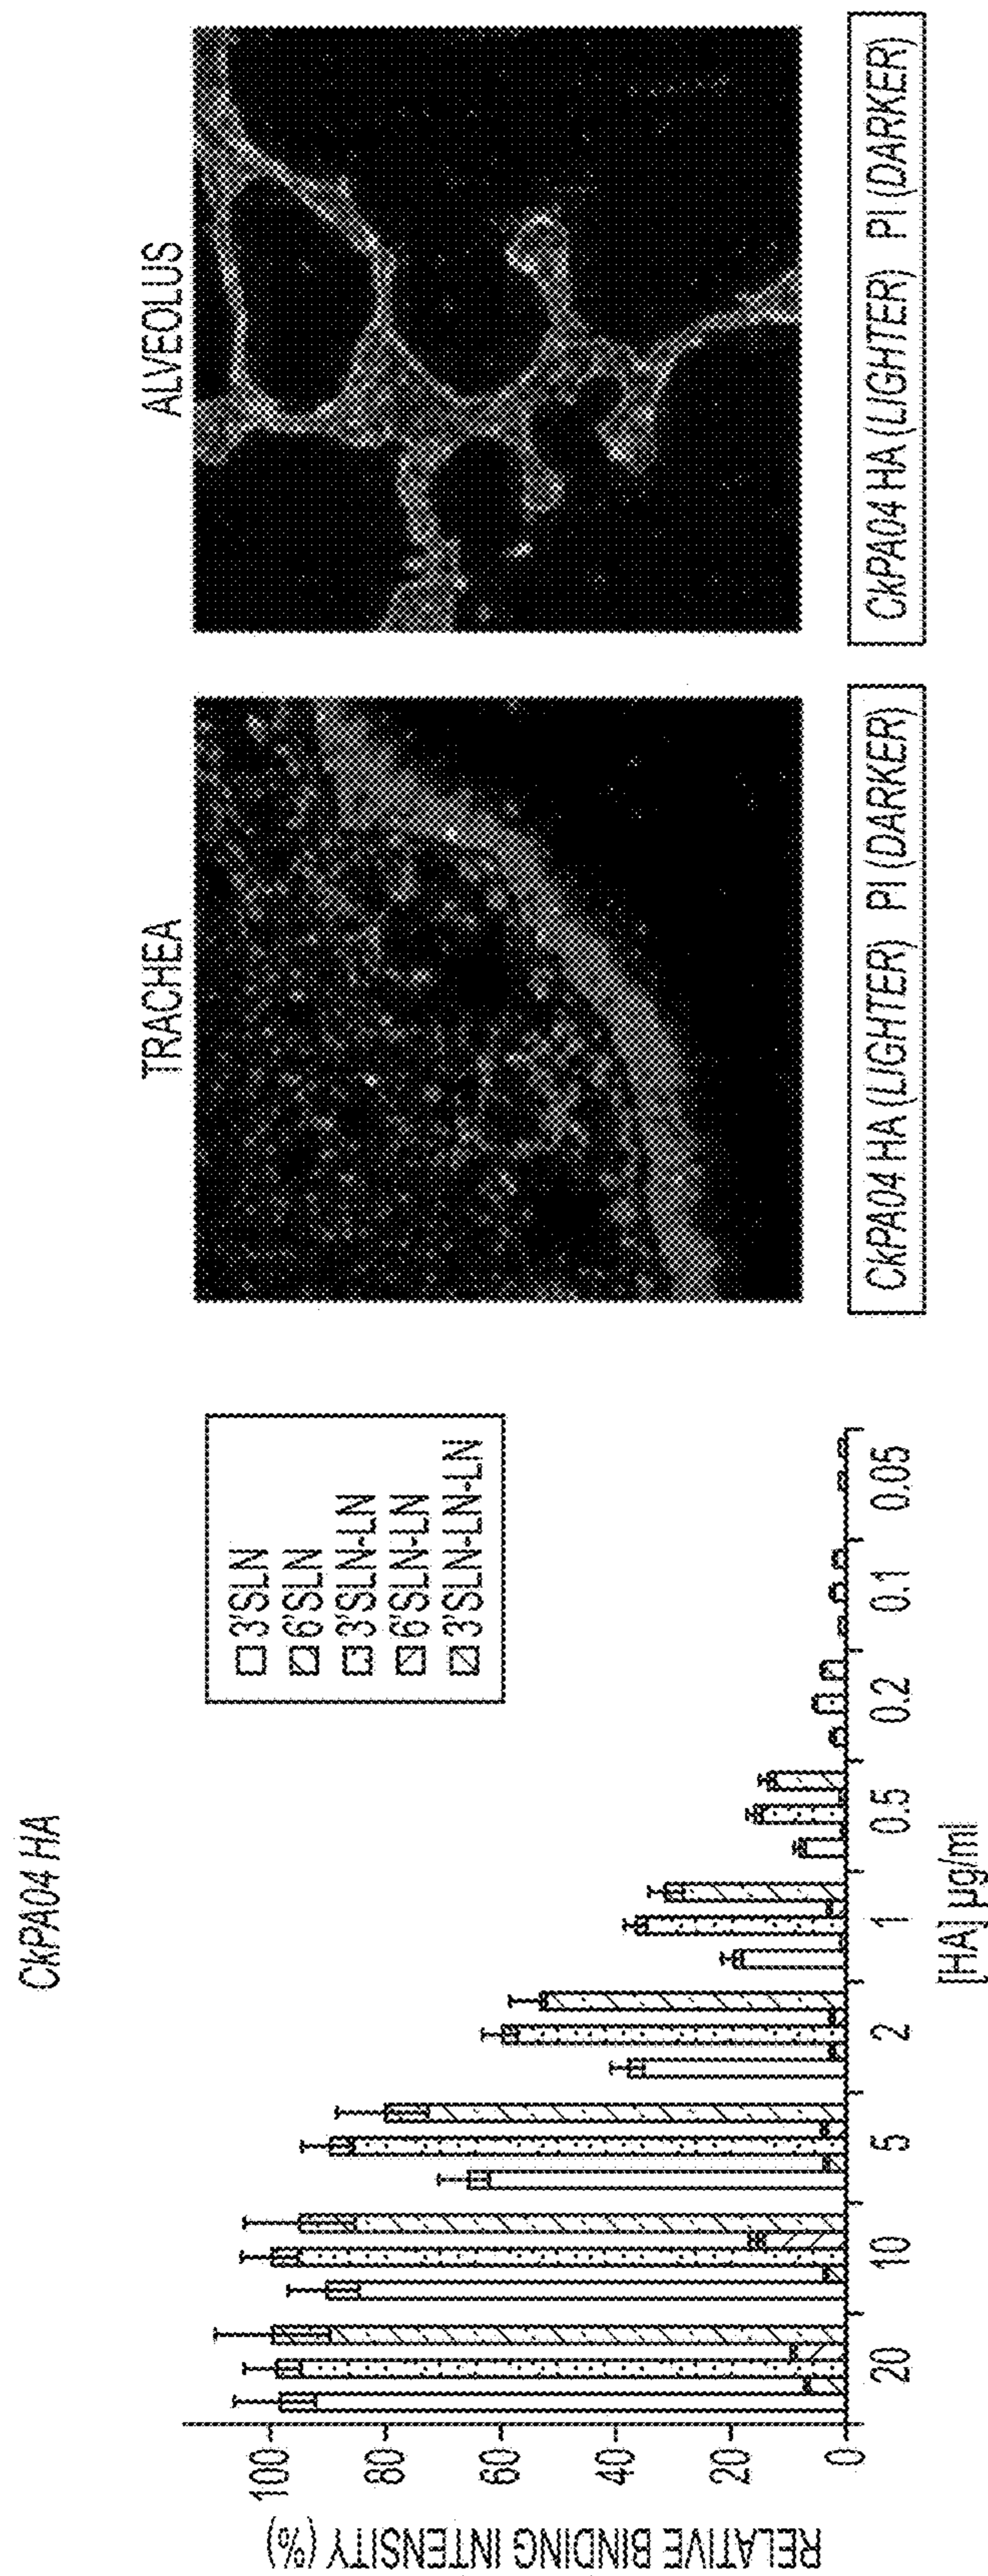 CkPA04 HA
RELATIVE BINDING INTENSITY (%)
100
80
60
40
20
0
20 10 5 2 1 0.5 0.2 0.1 0.05
[HA] µg/ml
3'SLN
6'SLN
3'SLN-LN
6'SLN-LN
3'SLN-LN-LN
TRACHEA
CkPA04 HA (LIGHTER) PI (DARKER)
ALVEOLUS
CkPA04 HA (LIGHTER) PI (DARKER)